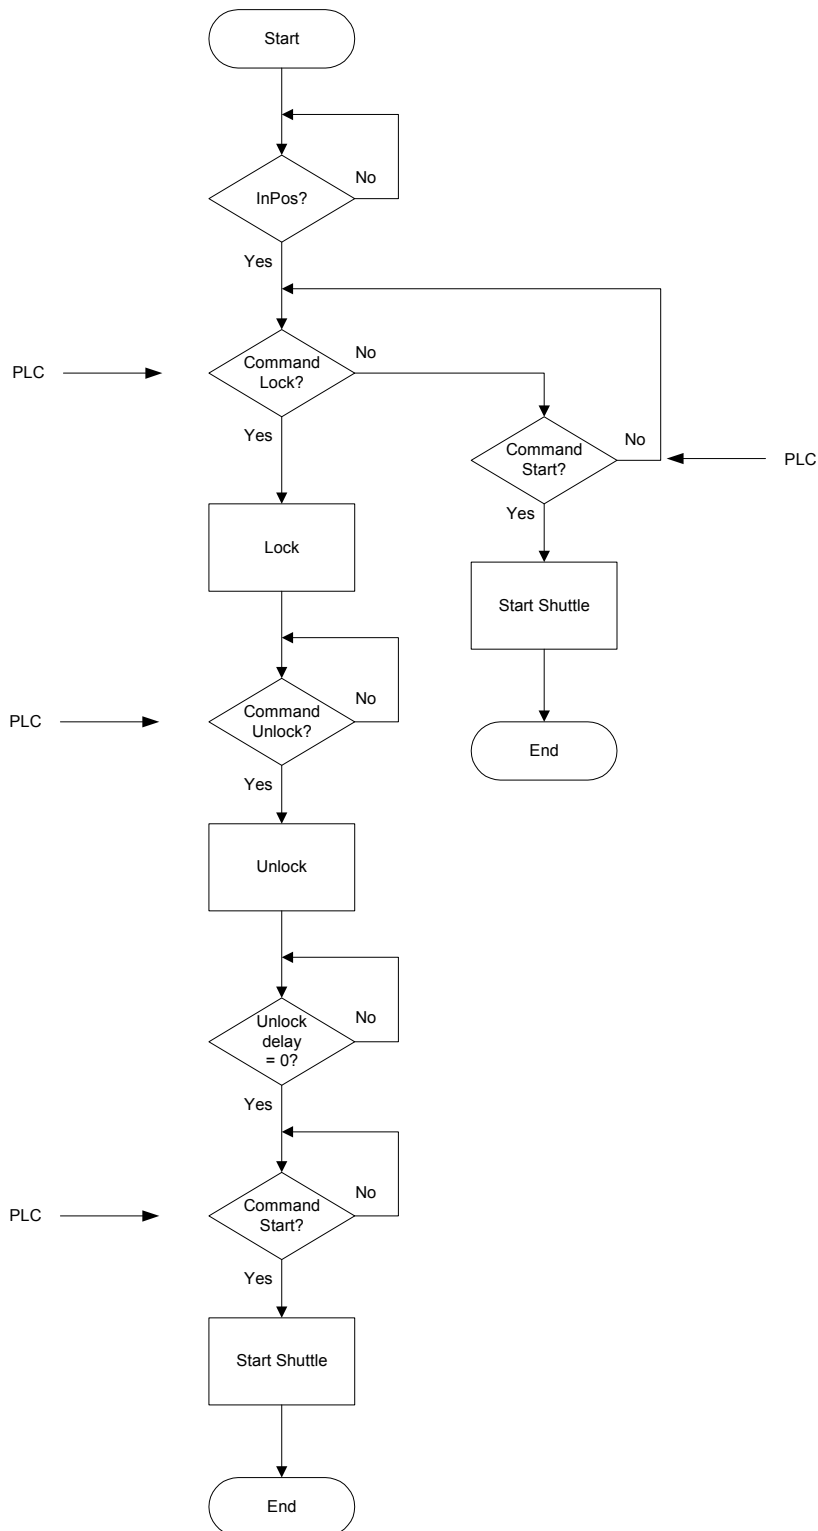 Start
InPos?
No
Yes
PLC
Command
Lock?
No
Yes
Command
Start?
No
PLC
Yes
Lock
Start Shuttle
PLC
Command
Unlock?
No
Yes
End
Unlock
Unlock
delay
= 0?
No
Yes
PLC
Command
Start?
No
Yes
Start Shuttle
End